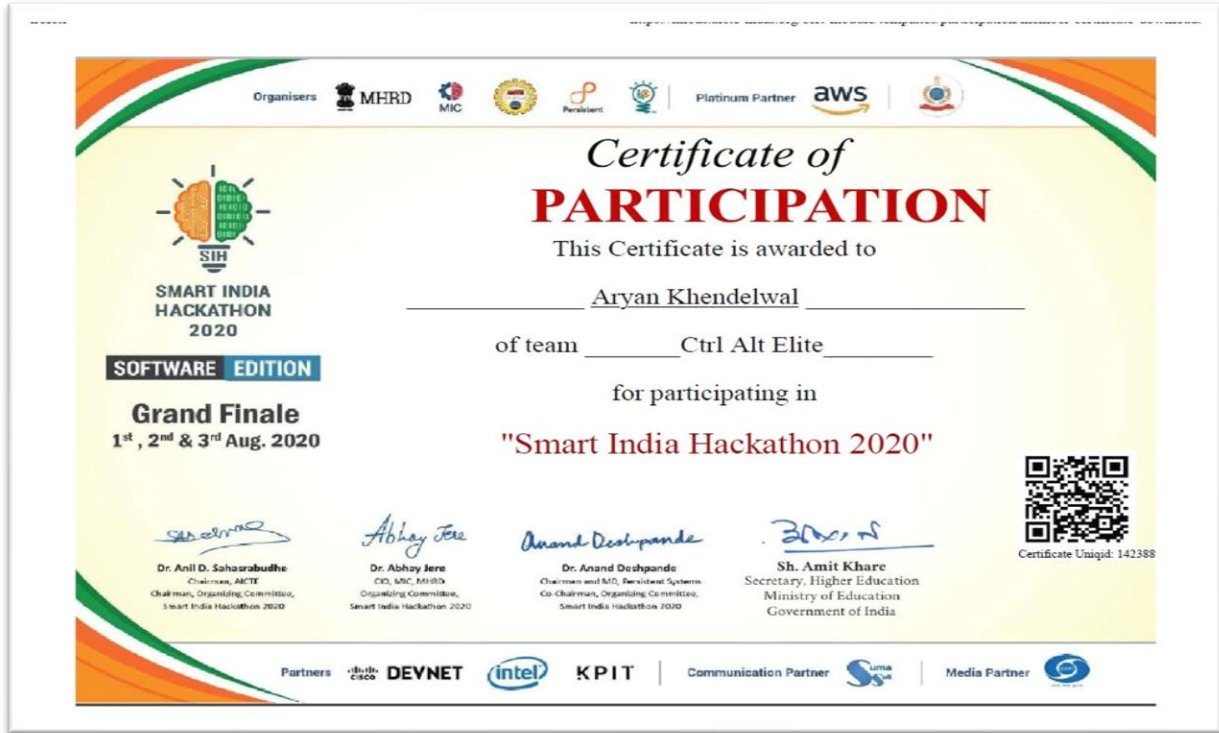 Organisers MHRD MIC Persistent Platinum Partner aws
Certificate of
PARTICIPATION
This Certificate is awarded to
Aryan Khendelwal
of team Ctrl Alt Elite
for participating in
"Smart India Hackathon 2020"
SIH
SMART INDIA
HACKATHON
2020
SOFTWARE EDITION
Grand Finale
1st , 2nd & 3rd Aug. 2020
Certificate Uniqid: 142388
Abhay Jere
Anand Deshpande
Dr. Anil D. Sahasrabudhe
Chairman, AICTE
Chairman, Organizing Committee,
Smart India Hackathon 2020
Dr. Abhay Jere
CIO, MIC, MHRD
Organizing Committee,
Smart India Hackathon 2020
Dr. Anand Deshpande
Chairman and MD, Persistent Systems
Co-Chairman, Organizing Committee,
Smart India Hackathon 2020
Sh. Amit Khare
Secretary, Higher Education
Ministry of Education
Government of India
Partners cisco DEVNET intel KPIT Communication Partner Media Partner